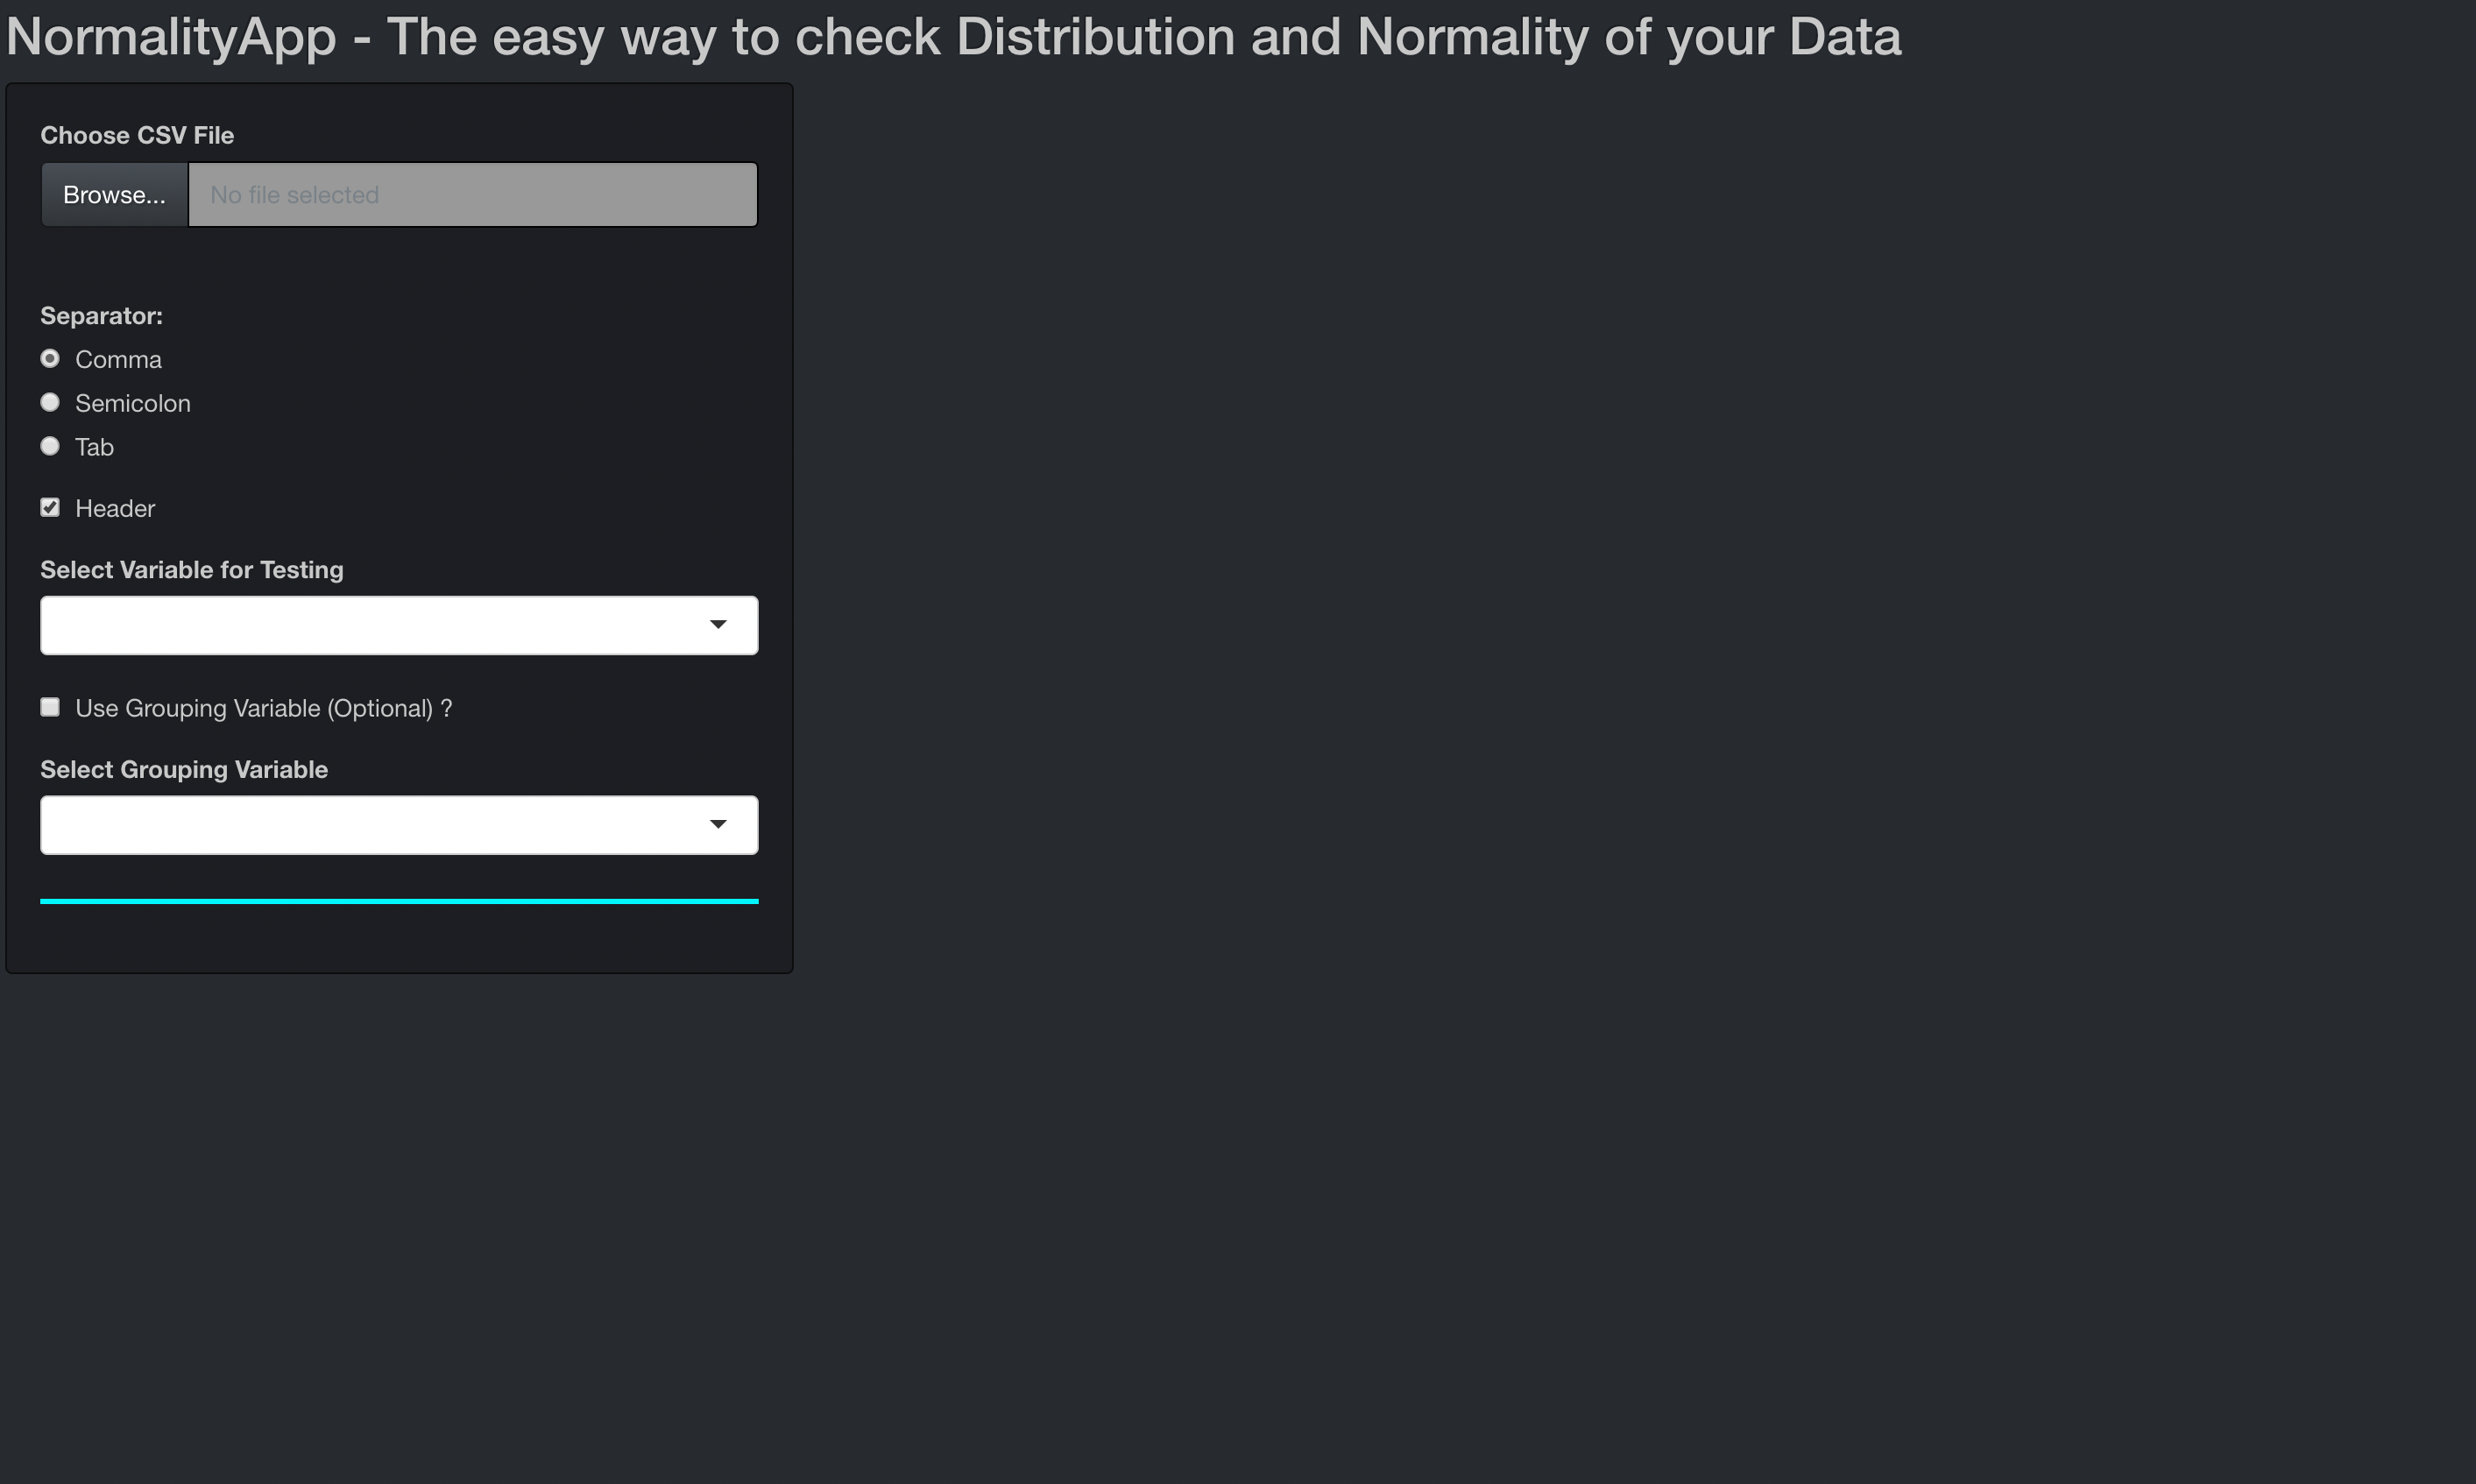 NormalityApp - The easy way to check Distribution and Normality of your Data
Choose CSV File
Browse...
No file selected
Separator:
Comma
Semicolon
Tab
Header
Select Variable for Testing
Use Grouping Variable (Optional) ?
Select Grouping Variable